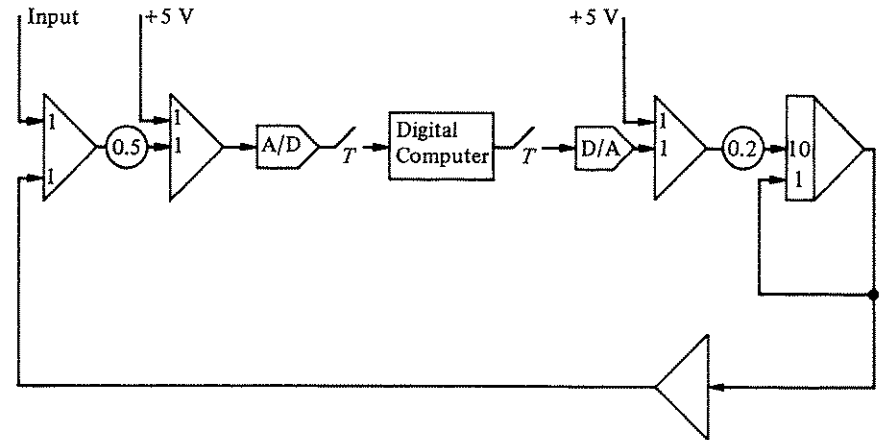 Input
+5 V
+5 V
1
1
0.5
1
1
A/D
T
Digital
Computer
T
D/A
1
1
0.2
10
1